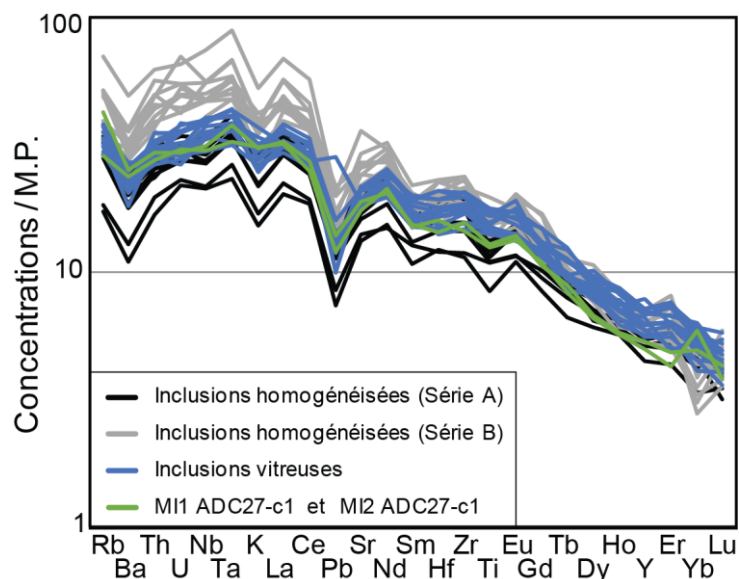 100
10
1
Concentrations / M.P.
Inclusions homogénéisées (Série A)
Inclusions homogénéisées (Série B)
Inclusions vitreuses
MI1 ADC27-c1 et MI2 ADC27-c1
Rb Th Nb K Ce Sr Sm Zr Eu Tb Ho Er Lu
Ba U Ta La Pb Nd Hf Ti Gd Dy Y Yb